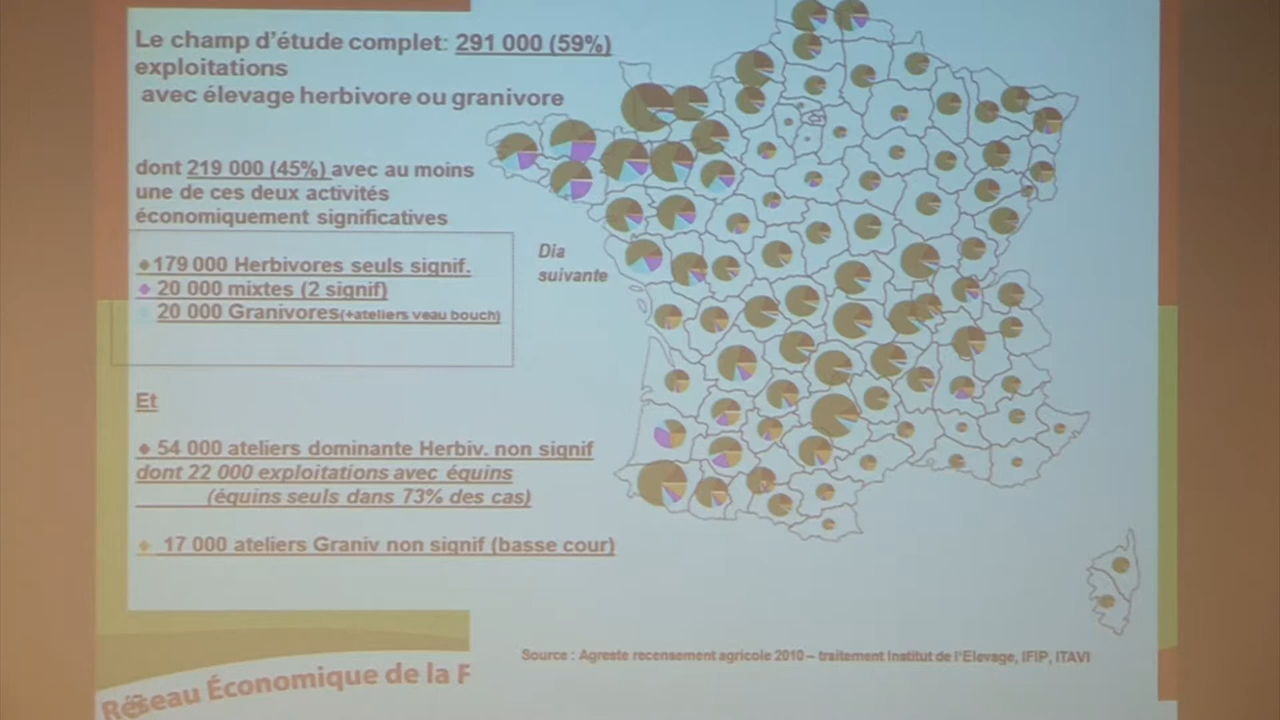 Le champ d'étude complet: 291 000 (59%)
exploitations
avec élevage herbivore ou granivore
dont 219 000 (45%) avec au moins
une de ces deux activités
économiquement significatives
179 000 Herbivores seuls signif.
20 000 mixtes (2 signif)
20 000 Granivores(+ateliers veau bouch)
Dia
suivante
Et
54 000 ateliers dominante Herbiv. non signif
dont 22 000 exploitations avec équins
(équins seuls dans 73% des cas)
17 000 ateliers Graniv non signif (basse cour)
Source : Agreste recensement agricole 2010 – traitement Institut de l'Elevage, IFIP, ITAVI
Réseau Économique de la F